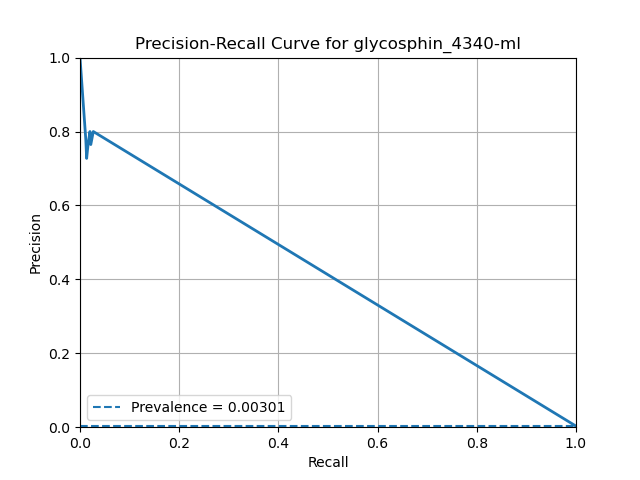 Precision-Recall Curve for glycosphin_4340-ml
1.0
0.8
0.6
0.4
0.2
0.0
Precision
Prevalence = 0.00301
0.0 0.2 0.4 0.6 0.8 1.0
Recall